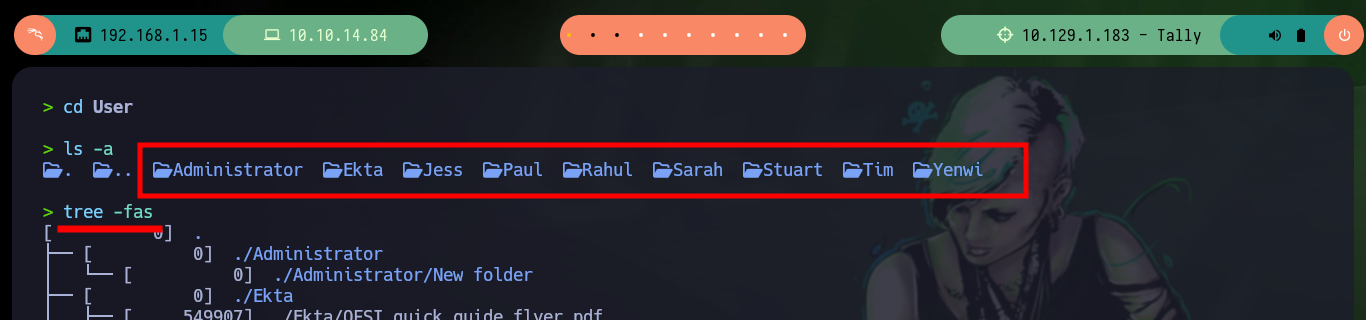 192.168.1.15 10.10.14.84 10.129.1.183 - Tally
> cd User
> ls -a
. .. Administrator Ekta Jess Paul Rahul Sarah Stuart Tim Yenwi
> tree -fas
[ 0] .
├── [ 0] ./Administrator
│ └── [ 0] ./Administrator/New folder
├── [ 0] ./Ekta
│ ├── [ 549907] ./Ekta/OFSI quick guide flyer.pdf